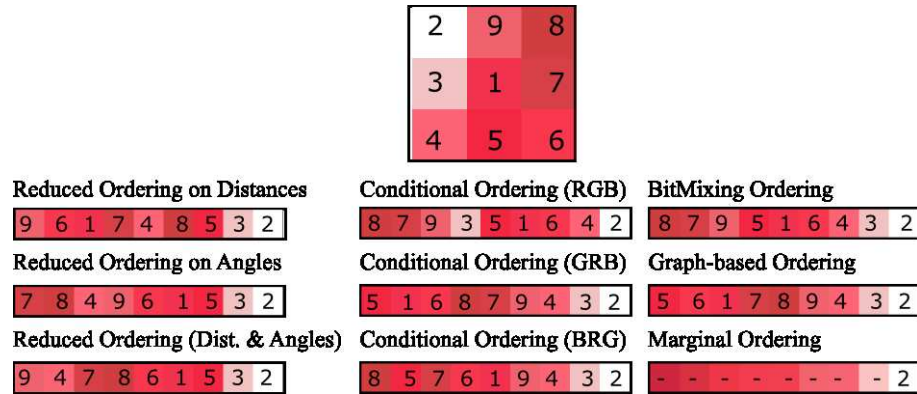 2 9 8
3 1 7
4 5 6
Reduced Ordering on Distances
9 6 1 7 4 8 5 3 2
Reduced Ordering on Angles
7 8 4 9 6 1 5 3 2
Reduced Ordering (Dist. & Angles)
9 4 7 8 6 1 5 3 2
Conditional Ordering (RGB)
8 7 9 3 5 1 6 4 2
Conditional Ordering (GRB)
5 1 6 8 7 9 4 3 2
Conditional Ordering (BRG)
8 5 7 6 1 9 4 3 2
BitMixing Ordering
8 7 9 5 1 6 4 3 2
Graph-based Ordering
5 6 1 7 8 9 4 3 2
Marginal Ordering
- - - - - - - - 2